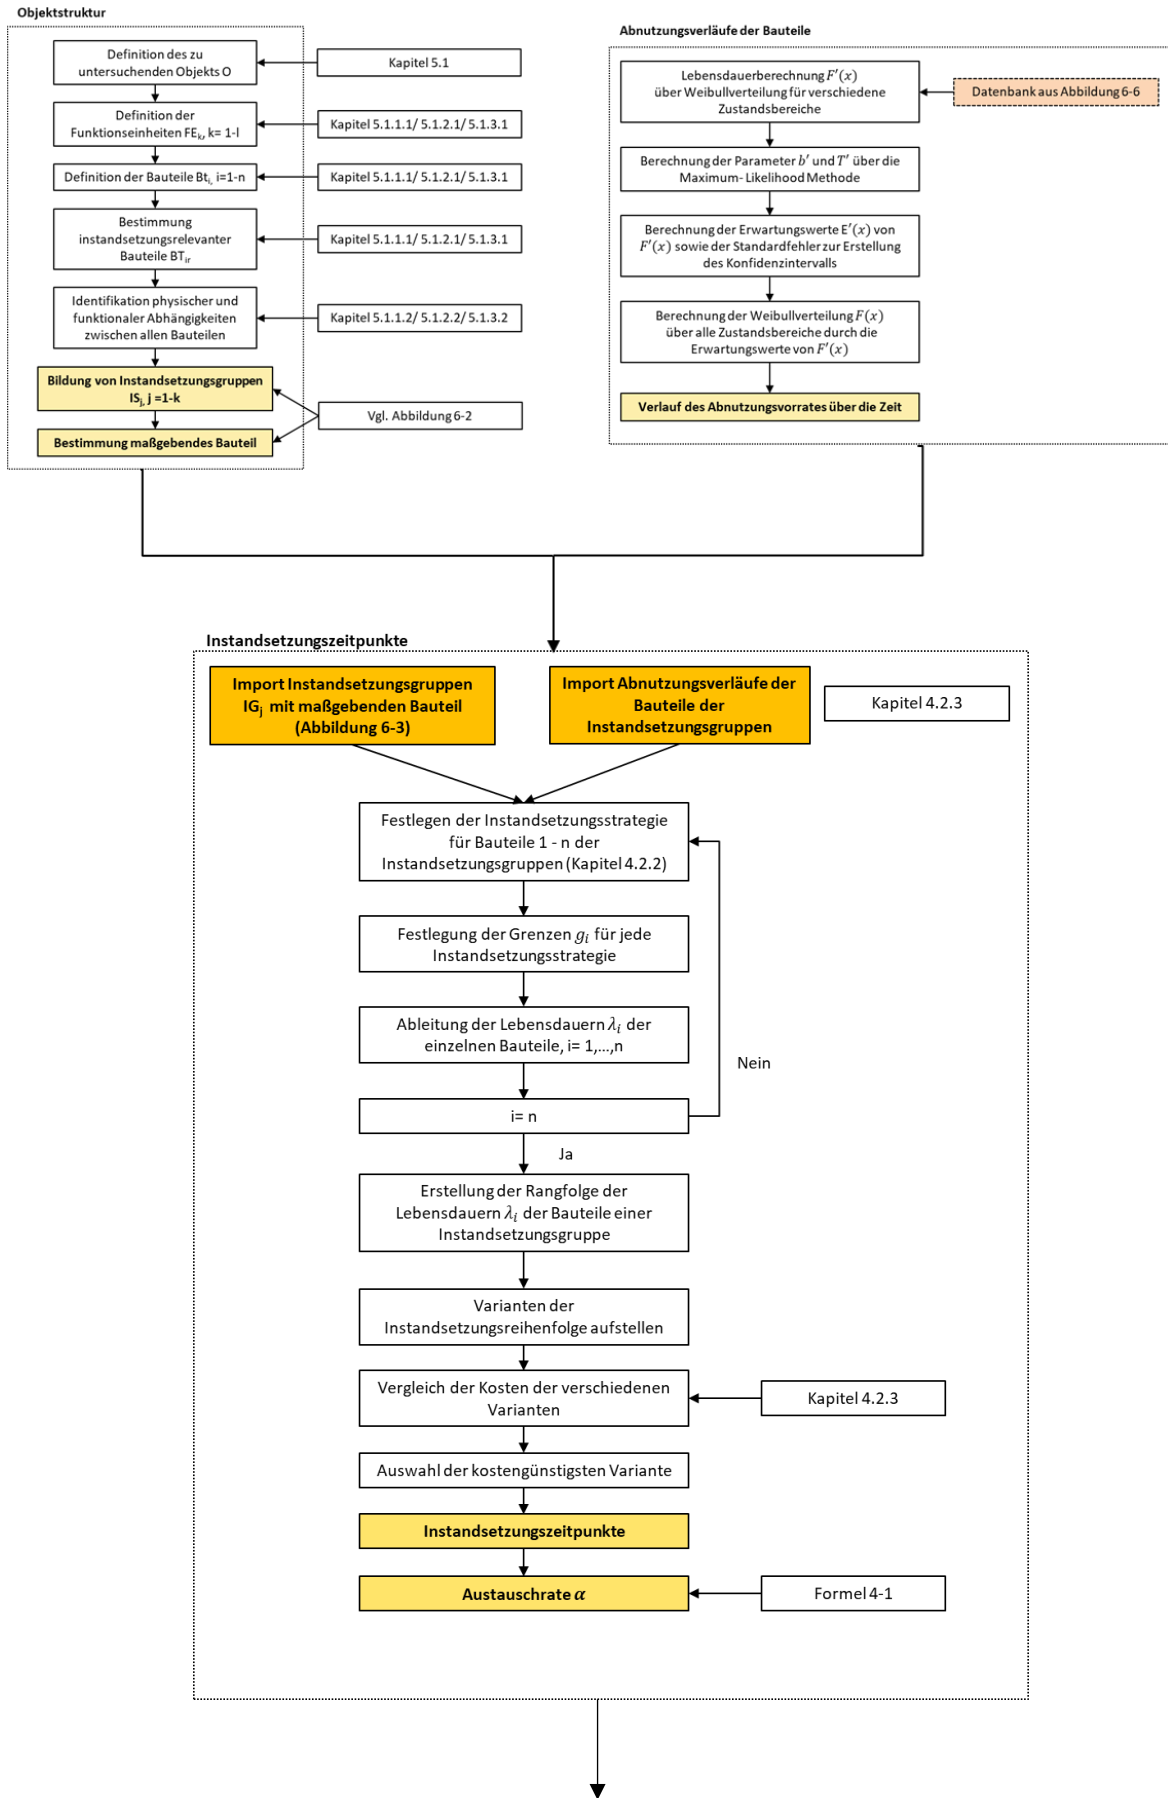 Objektstruktur
Definition des zu
untersuchenden Objekts O
Kapitel 5.1
Definition der
Funktionseinheiten FEₖ, k= 1-l
Kapitel 5.1.1.1/ 5.1.2.1/ 5.1.3.1
Definition der Bauteile Btᵢ, i=1-n
Kapitel 5.1.1.1/ 5.1.2.1/ 5.1.3.1
Bestimmung
instandsetzungsrelevanter
Bauteile BTᵢᵣ
Kapitel 5.1.1.1/ 5.1.2.1/ 5.1.3.1
Identifikation physischer und
funktionaler Abhängigkeiten
zwischen allen Bauteilen
Kapitel 5.1.1.2/ 5.1.2.2/ 5.1.3.2
Bildung von Instandsetzungsgruppen
ISⱼ, j =1-k
Vgl. Abbildung 6-2
Bestimmung maßgebendes Bauteil
Abnutzungsverläufe der Bauteile
Lebensdauerberechnung F′(x)
über Weibullverteilung für verschiedene
Zustandsbereiche
Datenbank aus Abbildung 6-6
Berechnung der Parameter b′ und T′ über die
Maximum- Likelihood Methode
Berechnung der Erwartungswerte E′(x) von
F′(x) sowie der Standardfehler zur Erstellung
des Konfidenzintervalls
Berechnung der Weibullverteilung F(x)
über alle Zustandsbereiche durch die
Erwartungswerte von F′(x)
Verlauf des Abnutzungsvorrates über die Zeit
Instandsetzungszeitpunkte
Import Instandsetzungsgruppen
IGⱼ mit maßgebenden Bauteil
(Abbildung 6-3)
Import Abnutzungsverläufe der
Bauteile der
Instandsetzungsgruppen
Kapitel 4.2.3
Festlegen der Instandsetzungsstrategie
für Bauteile 1 - n der
Instandsetzungsgruppen (Kapitel 4.2.2)
Festlegung der Grenzen gᵢ für jede
Instandsetzungsstrategie
Ableitung der Lebensdauern λᵢ der
einzelnen Bauteile, i= 1,...,n
Nein
i= n
Ja
Erstellung der Rangfolge der
Lebensdauern λᵢ der Bauteile einer
Instandsetzungsgruppe
Varianten der
Instandsetzungsreihenfolge aufstellen
Vergleich der Kosten der verschiedenen
Varianten
Kapitel 4.2.3
Auswahl der kostengünstigsten Variante
Instandsetzungszeitpunkte
Austauschrate α
Formel 4-1